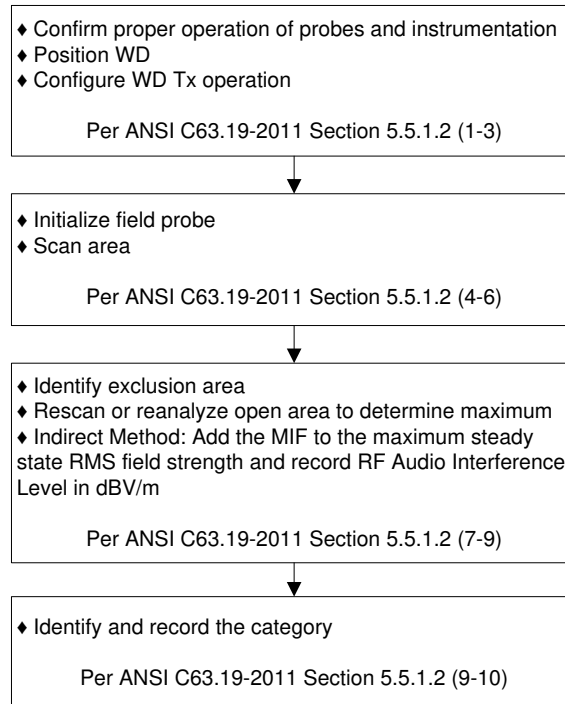 ♦ Confirm proper operation of probes and instrumentation
♦ Position WD
♦ Configure WD Tx operation
Per ANSI C63.19-2011 Section 5.5.1.2 (1-3)
♦ Initialize field probe
♦ Scan area
Per ANSI C63.19-2011 Section 5.5.1.2 (4-6)
♦ Identify exclusion area
♦ Rescan or reanalyze open area to determine maximum
♦ Indirect Method: Add the MIF to the maximum steady
state RMS field strength and record RF Audio Interference
Level in dBV/m
Per ANSI C63.19-2011 Section 5.5.1.2 (7-9)
♦ Identify and record the category
Per ANSI C63.19-2011 Section 5.5.1.2 (9-10)